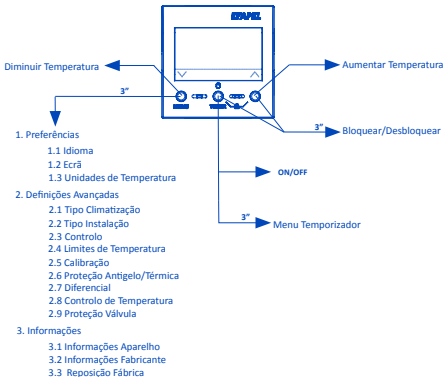 EFAPEL
Diminuir Temperatura
Aumentar Temperatura
3"
3"
Bloquear/Desbloquear
ON/OFF
3"
Menu Temporizador
1. Preferências
1.1 Idioma
1.2 Ecrã
1.3 Unidades de Temperatura
2. Definições Avançadas
2.1 Tipo Climatização
2.2 Tipo Instalação
2.3 Controlo
2.4 Limites de Temperatura
2.5 Calibração
2.6 Proteção Antigelo/Térmica
2.7 Diferencial
2.8 Controlo de Temperatura
2.9 Proteção Válvula
3. Informações
3.1 Informações Aparelho
3.2 Informações Fabricante
3.3 Reposição Fábrica